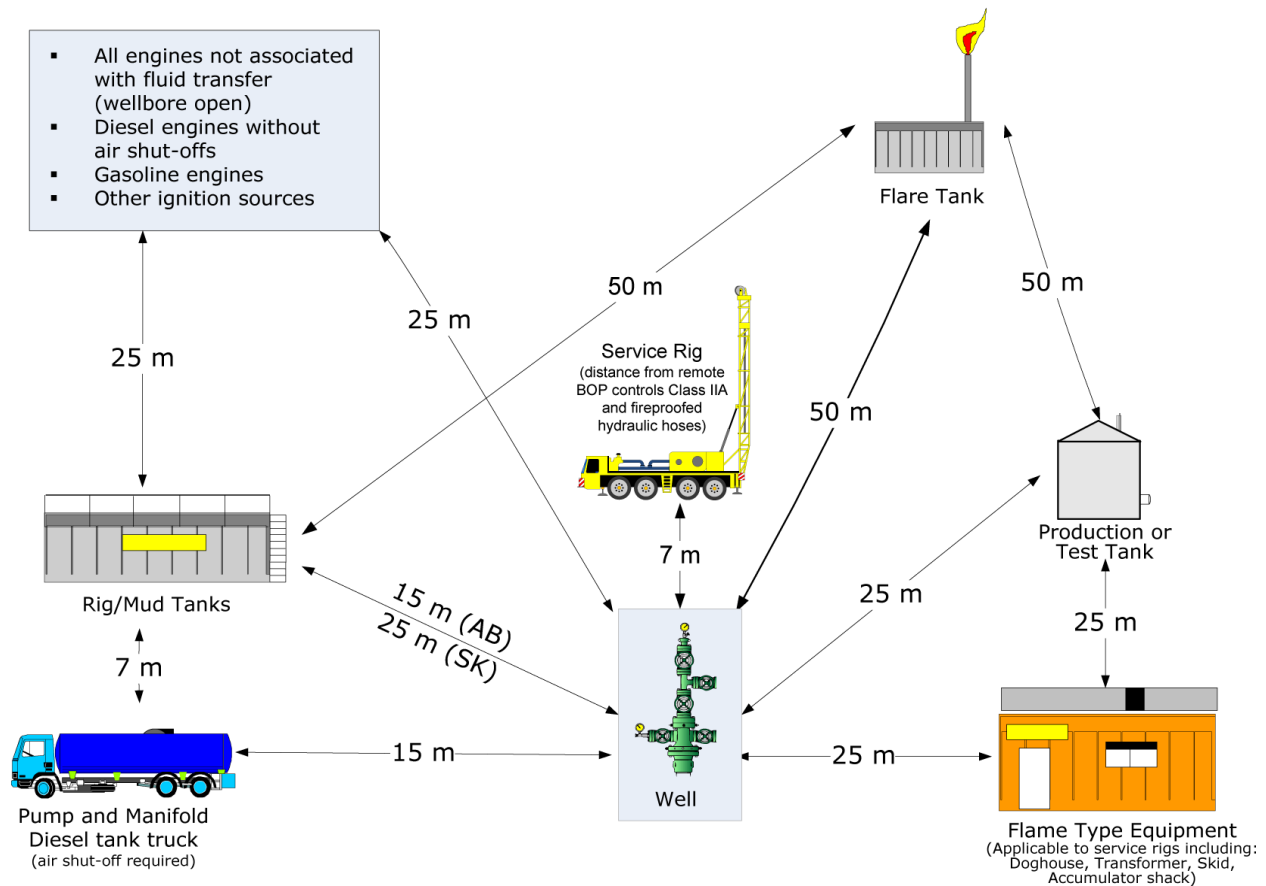 ▪ All engines not associated
with fluid transfer
(wellbore open)
▪ Diesel engines without
air shut-offs
▪ Gasoline engines
▪ Other ignition sources
Flare Tank
50 m
50 m
25 m
25 m
Service Rig
(distance from remote
BOP controls Class IIA
and fireproofed
hydraulic hoses)
50 m
Rig/Mud Tanks
Production or
Test Tank
7 m
15 m (AB)
25 m (SK)
25 m
25 m
7 m
15 m
25 m
Well
Pump and Manifold
Diesel tank truck
(air shut-off required)
Flame Type Equipment
(Applicable to service rigs including:
Doghouse, Transformer, Skid,
Accumulator shack)